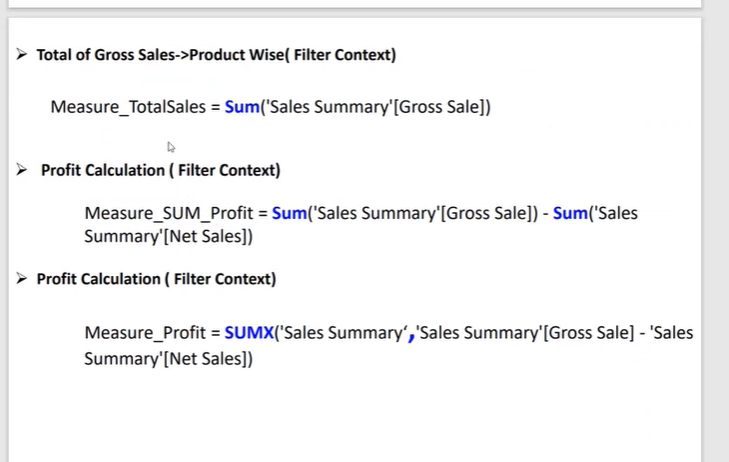 ➢ Total of Gross Sales->Product Wise( Filter Context)
Measure_TotalSales = Sum('Sales Summary'[Gross Sale])
➢ Profit Calculation ( Filter Context)
Measure_SUM_Profit = Sum('Sales Summary'[Gross Sale]) - Sum('Sales
Summary'[Net Sales])
➢ Profit Calculation ( Filter Context)
Measure_Profit = SUMX('Sales Summary‘,'Sales Summary'[Gross Sale] - 'Sales
Summary'[Net Sales])